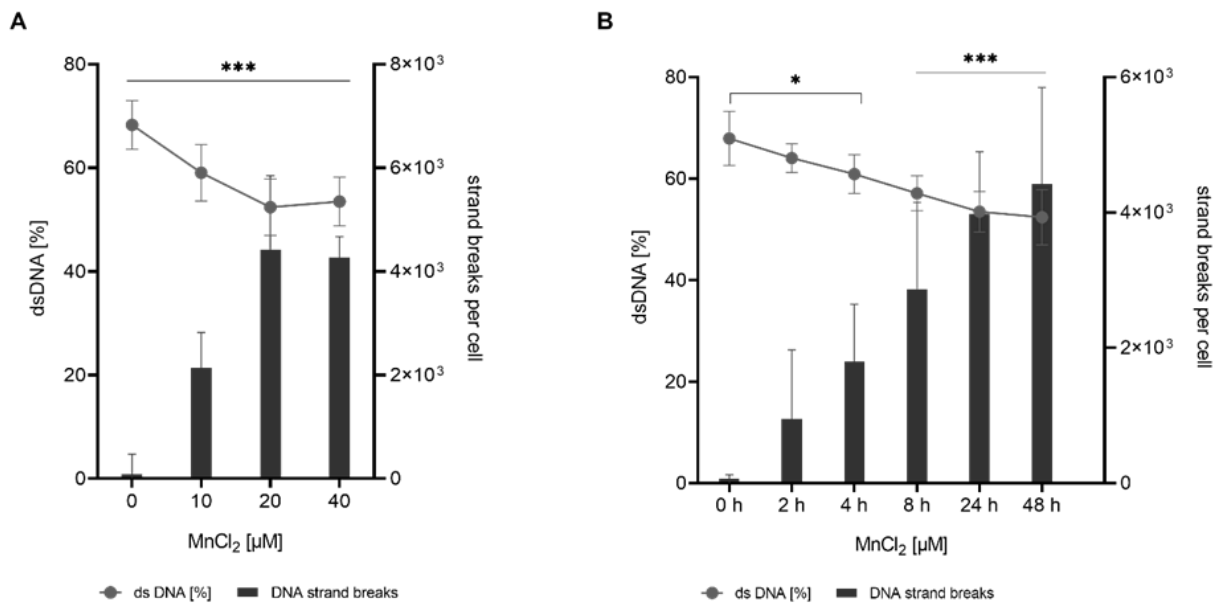 A
***
80
60
40
20
0
dsDNA [%]
8×10³
6×10³
4×10³
2×10³
0
strand breaks per cell
0 10 20 40
MnCl₂ [µM]
ds DNA [%] DNA strand breaks
B
* ***
80
60
40
20
0
dsDNA [%]
6×10³
4×10³
2×10³
0
strand breaks per cell
0 h 2 h 4 h 8 h 24 h 48 h
MnCl₂ [µM]
ds DNA [%] DNA strand breaks